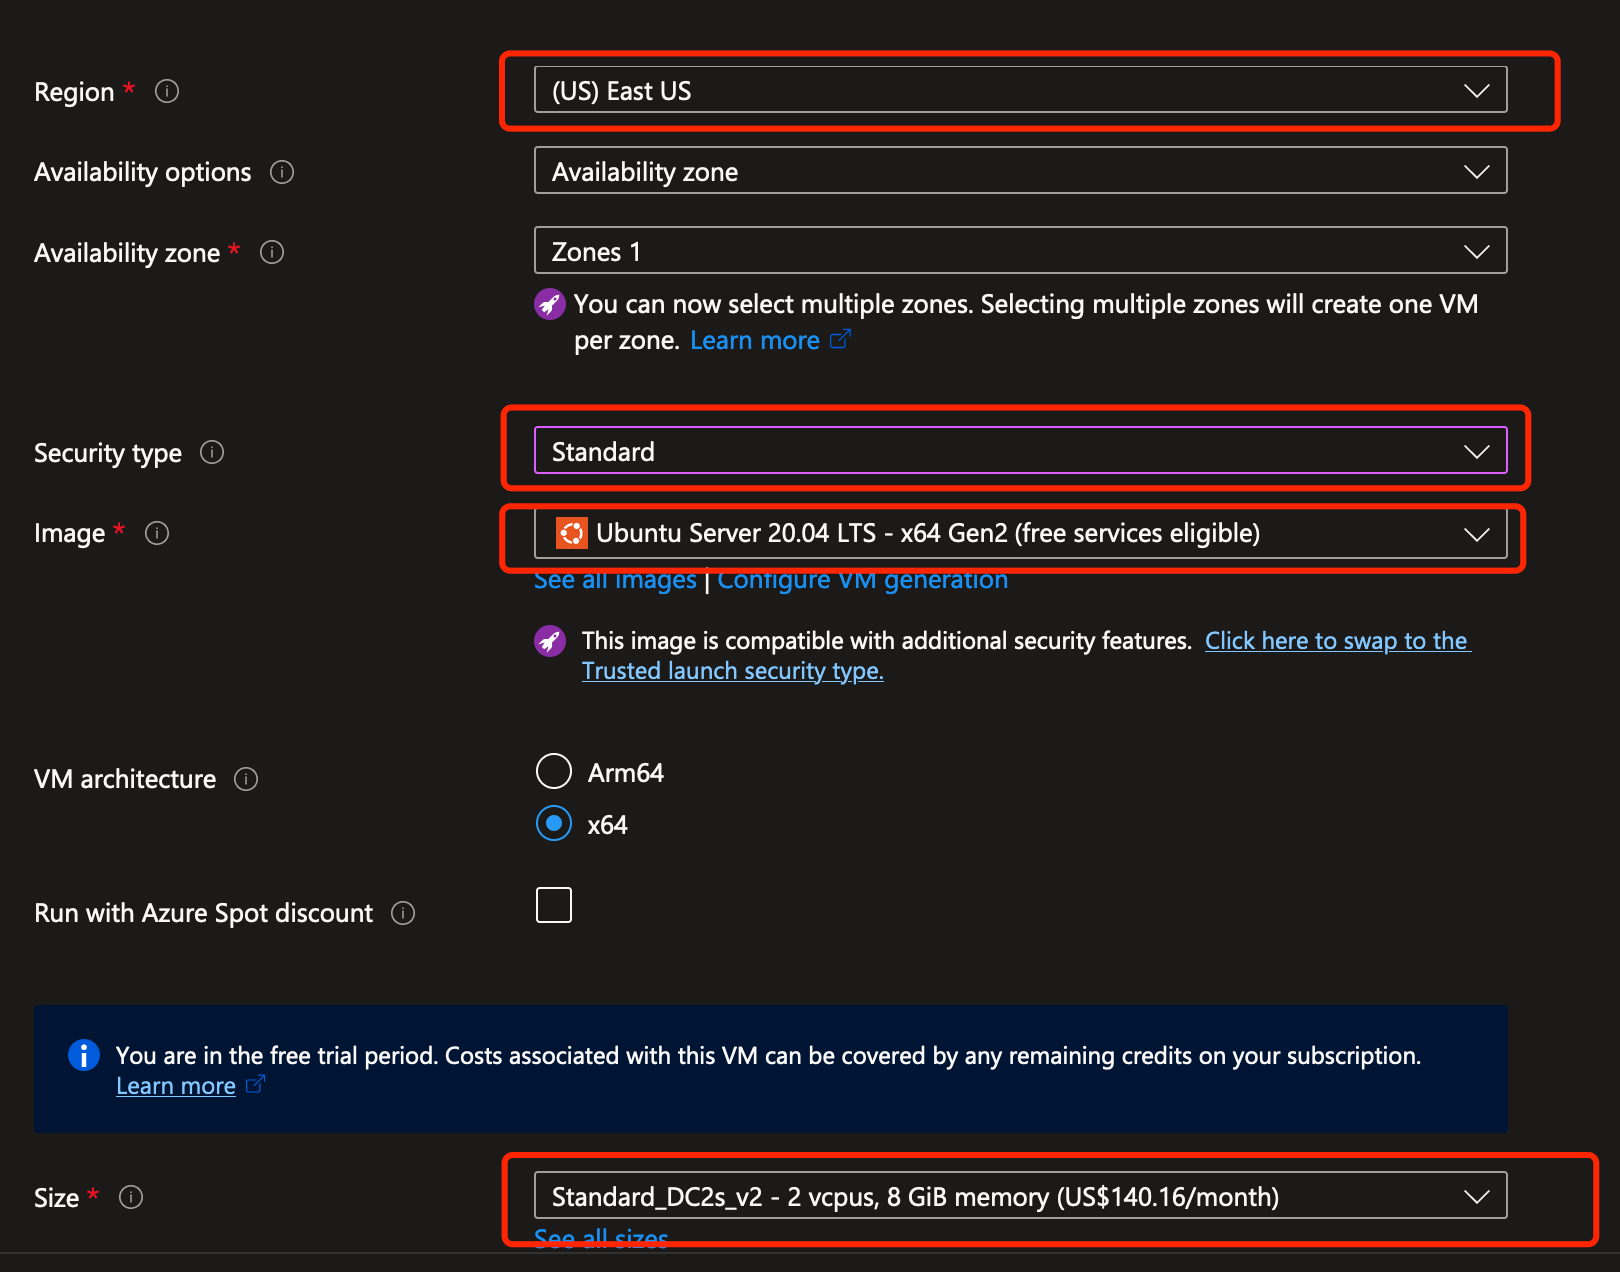 Region *
(US) East US
Availability options
Availability zone
Availability zone *
Zones 1
You can now select multiple zones. Selecting multiple zones will create one VM
per zone. Learn more
Security type
Standard
Image *
Ubuntu Server 20.04 LTS - x64 Gen2 (free services eligible)
See all images | Configure VM generation
This image is compatible with additional security features. Click here to swap to the
Trusted launch security type.
VM architecture
Arm64
x64
Run with Azure Spot discount
You are in the free trial period. Costs associated with this VM can be covered by any remaining credits on your subscription.
Learn more
Size *
Standard_DC2s_v2 - 2 vcpus, 8 GiB memory (US$140.16/month)
See all sizes